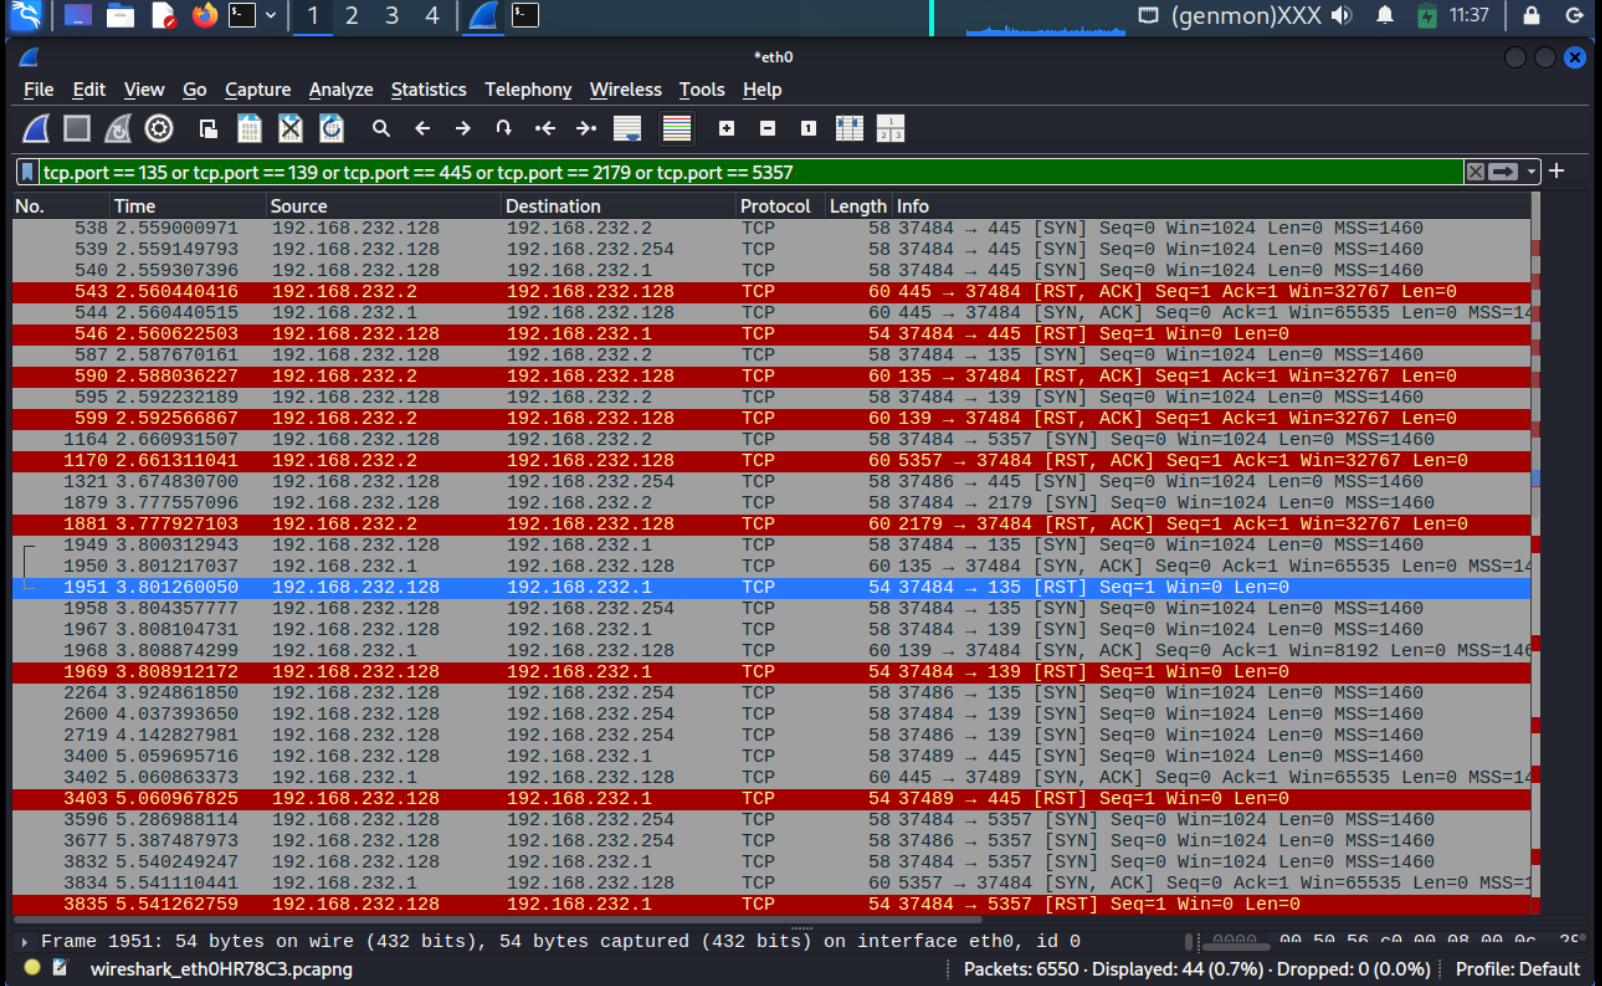 1 2 3 4 (genmon)XXX 11:37
*eth0
File Edit View Go Capture Analyze Statistics Telephony Wireless Tools Help
tcp.port == 135 or tcp.port == 139 or tcp.port == 445 or tcp.port == 2179 or tcp.port == 5357
No. Time Source Destination Protocol Length Info
538 2.559000971 192.168.232.128 192.168.232.2 TCP 58 37484 → 445 [SYN] Seq=0 Win=1024 Len=0 MSS=1460
539 2.559149793 192.168.232.128 192.168.232.254 TCP 58 37484 → 445 [SYN] Seq=0 Win=1024 Len=0 MSS=1460
540 2.559307396 192.168.232.128 192.168.232.1 TCP 58 37484 → 445 [SYN] Seq=0 Win=1024 Len=0 MSS=1460
543 2.560440416 192.168.232.2 192.168.232.128 TCP 60 445 → 37484 [RST, ACK] Seq=1 Ack=1 Win=32767 Len=0
544 2.560440515 192.168.232.1 192.168.232.128 TCP 60 445 → 37484 [SYN, ACK] Seq=0 Ack=1 Win=65535 Len=0 MSS=14
546 2.560622503 192.168.232.128 192.168.232.1 TCP 54 37484 → 445 [RST] Seq=1 Win=0 Len=0
587 2.587670161 192.168.232.128 192.168.232.2 TCP 58 37484 → 135 [SYN] Seq=0 Win=1024 Len=0 MSS=1460
590 2.588036227 192.168.232.2 192.168.232.128 TCP 60 135 → 37484 [RST, ACK] Seq=1 Ack=1 Win=32767 Len=0
595 2.592232189 192.168.232.128 192.168.232.2 TCP 58 37484 → 139 [SYN] Seq=0 Win=1024 Len=0 MSS=1460
599 2.592566867 192.168.232.2 192.168.232.128 TCP 60 139 → 37484 [RST, ACK] Seq=1 Ack=1 Win=32767 Len=0
1164 2.660931507 192.168.232.128 192.168.232.2 TCP 58 37484 → 5357 [SYN] Seq=0 Win=1024 Len=0 MSS=1460
1170 2.661311041 192.168.232.2 192.168.232.128 TCP 60 5357 → 37484 [RST, ACK] Seq=1 Ack=1 Win=32767 Len=0
1321 3.674830700 192.168.232.128 192.168.232.254 TCP 58 37486 → 445 [SYN] Seq=0 Win=1024 Len=0 MSS=1460
1879 3.777557096 192.168.232.128 192.168.232.2 TCP 58 37484 → 2179 [SYN] Seq=0 Win=1024 Len=0 MSS=1460
1881 3.777927103 192.168.232.2 192.168.232.128 TCP 60 2179 → 37484 [RST, ACK] Seq=1 Ack=1 Win=32767 Len=0
1949 3.800312943 192.168.232.128 192.168.232.1 TCP 58 37484 → 135 [SYN] Seq=0 Win=1024 Len=0 MSS=1460
1950 3.801217037 192.168.232.1 192.168.232.128 TCP 60 135 → 37484 [SYN, ACK] Seq=0 Ack=1 Win=65535 Len=0 MSS=14
1951 3.801260050 192.168.232.128 192.168.232.1 TCP 54 37484 → 135 [RST] Seq=1 Win=0 Len=0
1958 3.804357777 192.168.232.128 192.168.232.254 TCP 58 37484 → 135 [SYN] Seq=0 Win=1024 Len=0 MSS=1460
1967 3.808104731 192.168.232.128 192.168.232.1 TCP 58 37484 → 139 [SYN] Seq=0 Win=1024 Len=0 MSS=1460
1968 3.808874299 192.168.232.1 192.168.232.128 TCP 60 139 → 37484 [SYN, ACK] Seq=0 Ack=1 Win=8192 Len=0 MSS=146
1969 3.808912172 192.168.232.128 192.168.232.1 TCP 54 37484 → 139 [RST] Seq=1 Win=0 Len=0
2264 3.924861850 192.168.232.128 192.168.232.254 TCP 58 37486 → 135 [SYN] Seq=0 Win=1024 Len=0 MSS=1460
2600 4.037393650 192.168.232.128 192.168.232.254 TCP 58 37484 → 139 [SYN] Seq=0 Win=1024 Len=0 MSS=1460
2719 4.142827981 192.168.232.128 192.168.232.254 TCP 58 37486 → 139 [SYN] Seq=0 Win=1024 Len=0 MSS=1460
3400 5.059695716 192.168.232.128 192.168.232.1 TCP 58 37489 → 445 [SYN] Seq=0 Win=1024 Len=0 MSS=1460
3402 5.060863373 192.168.232.1 192.168.232.128 TCP 60 445 → 37489 [SYN, ACK] Seq=0 Ack=1 Win=65535 Len=0 MSS=14
3403 5.060967825 192.168.232.128 192.168.232.1 TCP 54 37489 → 445 [RST] Seq=1 Win=0 Len=0
3596 5.286988114 192.168.232.128 192.168.232.254 TCP 58 37484 → 5357 [SYN] Seq=0 Win=1024 Len=0 MSS=1460
3677 5.387487973 192.168.232.128 192.168.232.254 TCP 58 37486 → 5357 [SYN] Seq=0 Win=1024 Len=0 MSS=1460
3832 5.540249247 192.168.232.128 192.168.232.1 TCP 58 37484 → 5357 [SYN] Seq=0 Win=1024 Len=0 MSS=1460
3834 5.541110441 192.168.232.1 192.168.232.128 TCP 60 5357 → 37484 [SYN, ACK] Seq=0 Ack=1 Win=65535 Len=0 MSS=1
3835 5.541262759 192.168.232.128 192.168.232.1 TCP 54 37484 → 5357 [RST] Seq=1 Win=0 Len=0
Frame 1951: 54 bytes on wire (432 bits), 54 bytes captured (432 bits) on interface eth0, id 0
wireshark_eth0HR78C3.pcapng Packets: 6550 · Displayed: 44 (0.7%) · Dropped: 0 (0.0%) Profile: Default